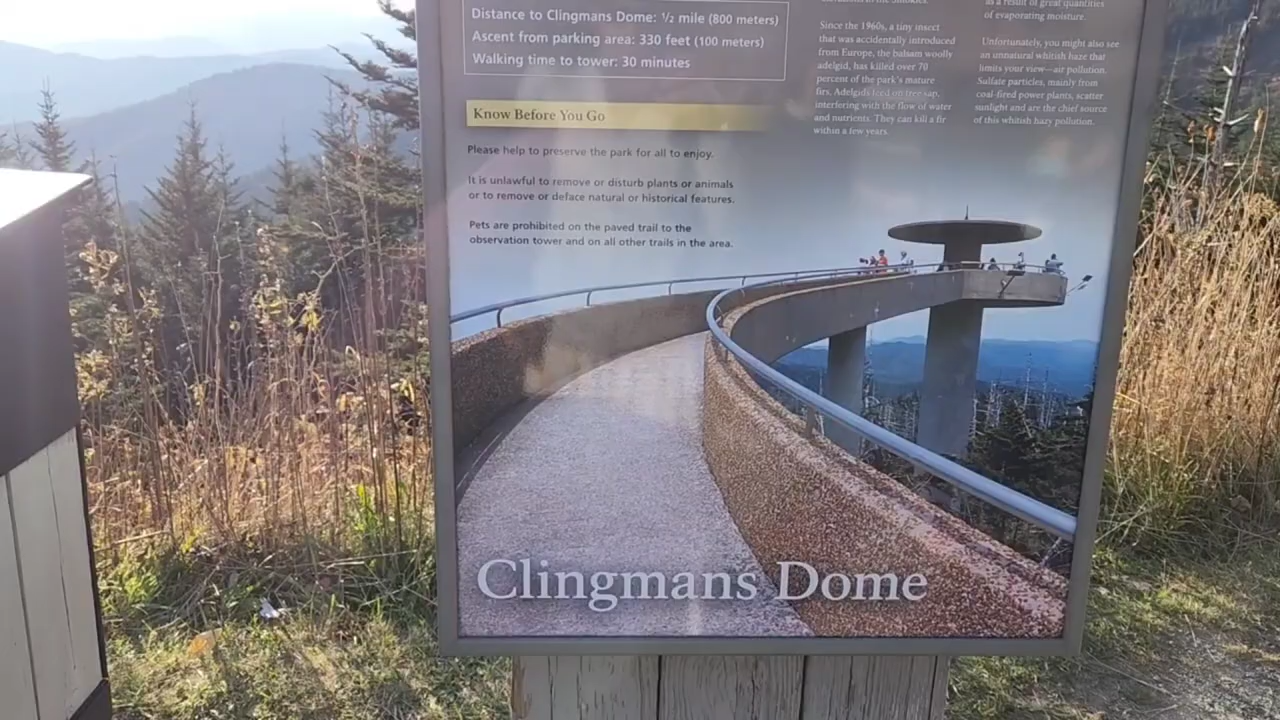 Distance to Clingmans Dome: ½ mile (800 meters)
Ascent from parking area: 330 feet (100 meters)
Walking time to tower: 30 minutes
Know Before You Go
Please help to preserve the park for all to enjoy.
It is unlawful to remove or disturb plants or animals
or to remove or deface natural or historical features.
Pets are prohibited on the paved trail to the
observation tower and on all other trails in the area.
Since the 1960s, a tiny insect
that was accidentally introduced
from Europe, the balsam woolly
adelgid, has killed over 70
percent of the park's mature
firs. Adelgids feed on tree sap,
interfering with the flow of water
and nutrients. They can kill a fir
within a few years.
as a result of great quantities
of evaporating moisture.
Unfortunately, you might also see
an unnatural whitish haze that
limits your view—air pollution.
Sulfate particles, mainly from
coal-fired power plants, scatter
sunlight and are the chief source
of this whitish hazy pollution.
Clingmans Dome